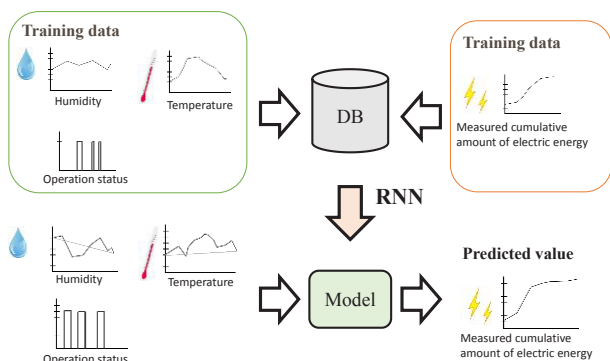 Training data
Humidity
Temperature
Operation status
DB
Training data
Measured cumulative
amount of electric energy
RNN
Humidity
Temperature
Operation status
Model
Predicted value
Measured cumulative
amount of electric energy